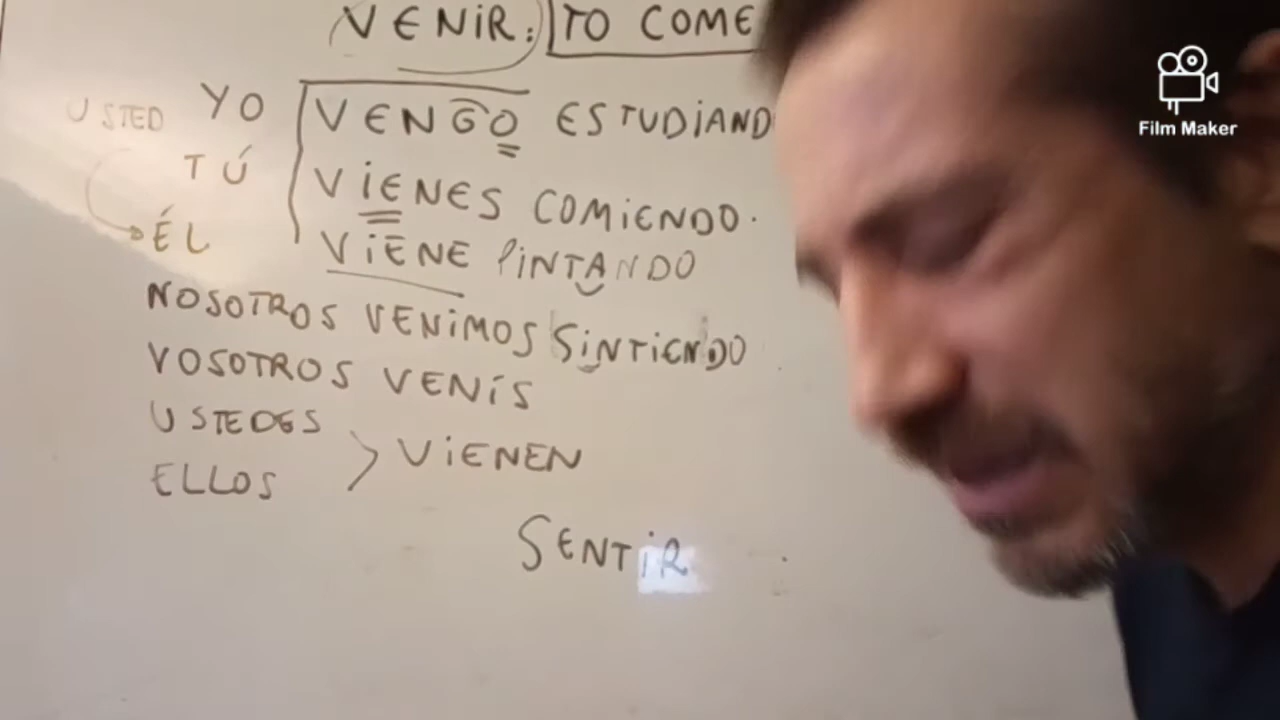 VENIR: TO COME
USTED YO VENGO ESTUDIAND
TÚ VIENES COMIENDO.
ÉL VIENE PINTANDO
NOSOTROS VENIMOS SINTIENDO
VOSOTROS VENÍS
USTEDES
ELLOS > VIENEN
SENTIR
Film Maker